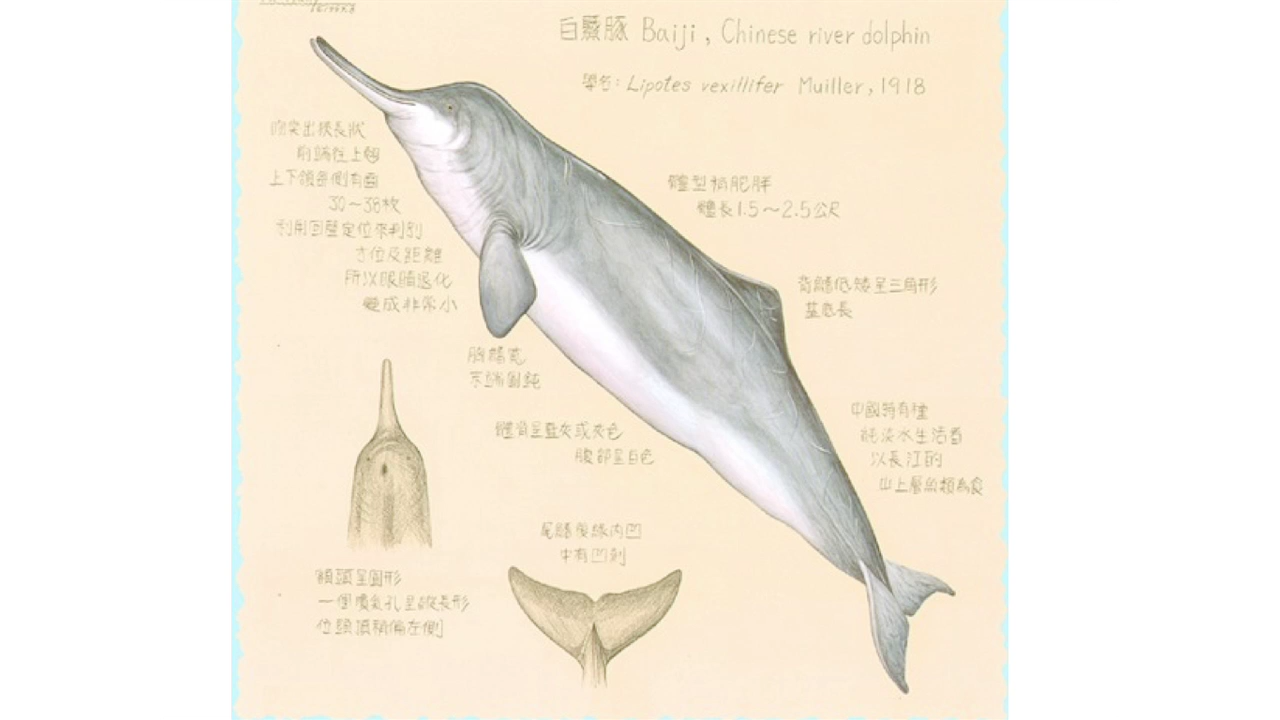 白鱀豚 Baiji , Chinese river dolphin
學名: Lipotes vexillifer Muiller, 1918
吻突出狹長狀
前端往上翹
上下頷每側有齒
30~38枚
利用回聲定位來判別
方位及距離
所以眼睛退化
變成非常小
體型稍肥胖
體長1.5~2.5公尺
背鰭低矮呈三角形
基底長
胸鰭寬
末端圓鈍
體背呈藍灰或灰色
腹部呈白色
中國特有種
純淡水生活
以長江的
中上層魚類為食
尾鰭後緣內凹
中有凹刻
額頭呈圓形
一個噴氣孔呈縱長形
位頭頂稍偏左側